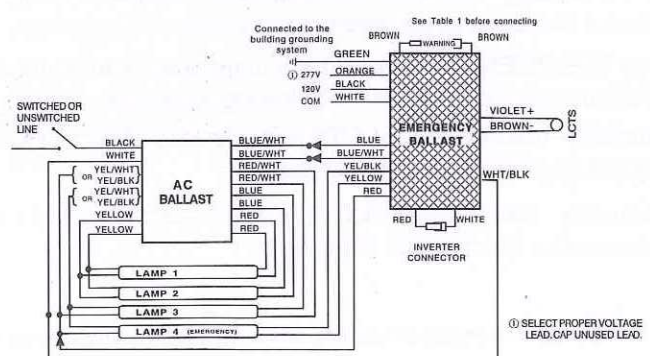 See Table 1 before connecting
Connected to the
building grounding
system
BROWN
WARNING
BROWN
GREEN
① 277V
ORANGE
120V
BLACK
COM
WHITE
SWITCHED OR
UNSWITCHED
LINE
VIOLET+
BROWN-
LCTS
EMERGENCY
BALLAST
BLACK
WHITE
YEL/WHT
OR
YEL/BLK
YEL/WHT
OR
YEL/BLK
YELLOW
YELLOW
AC
BALLAST
BLUE/WHT
BLUE/WHT
RED/WHT
RED/WHT
BLUE
BLUE
RED
RED
BLUE
BLUE/WHT
YEL/BLK
YELLOW
RED
WHT/BLK
RED
WHITE
INVERTER
CONNECTOR
LAMP 1
LAMP 2
LAMP 3
LAMP 4 (EMERGENCY)
① SELECT PROPER VOLTAGE
LEAD. CAP UNUSED LEAD.